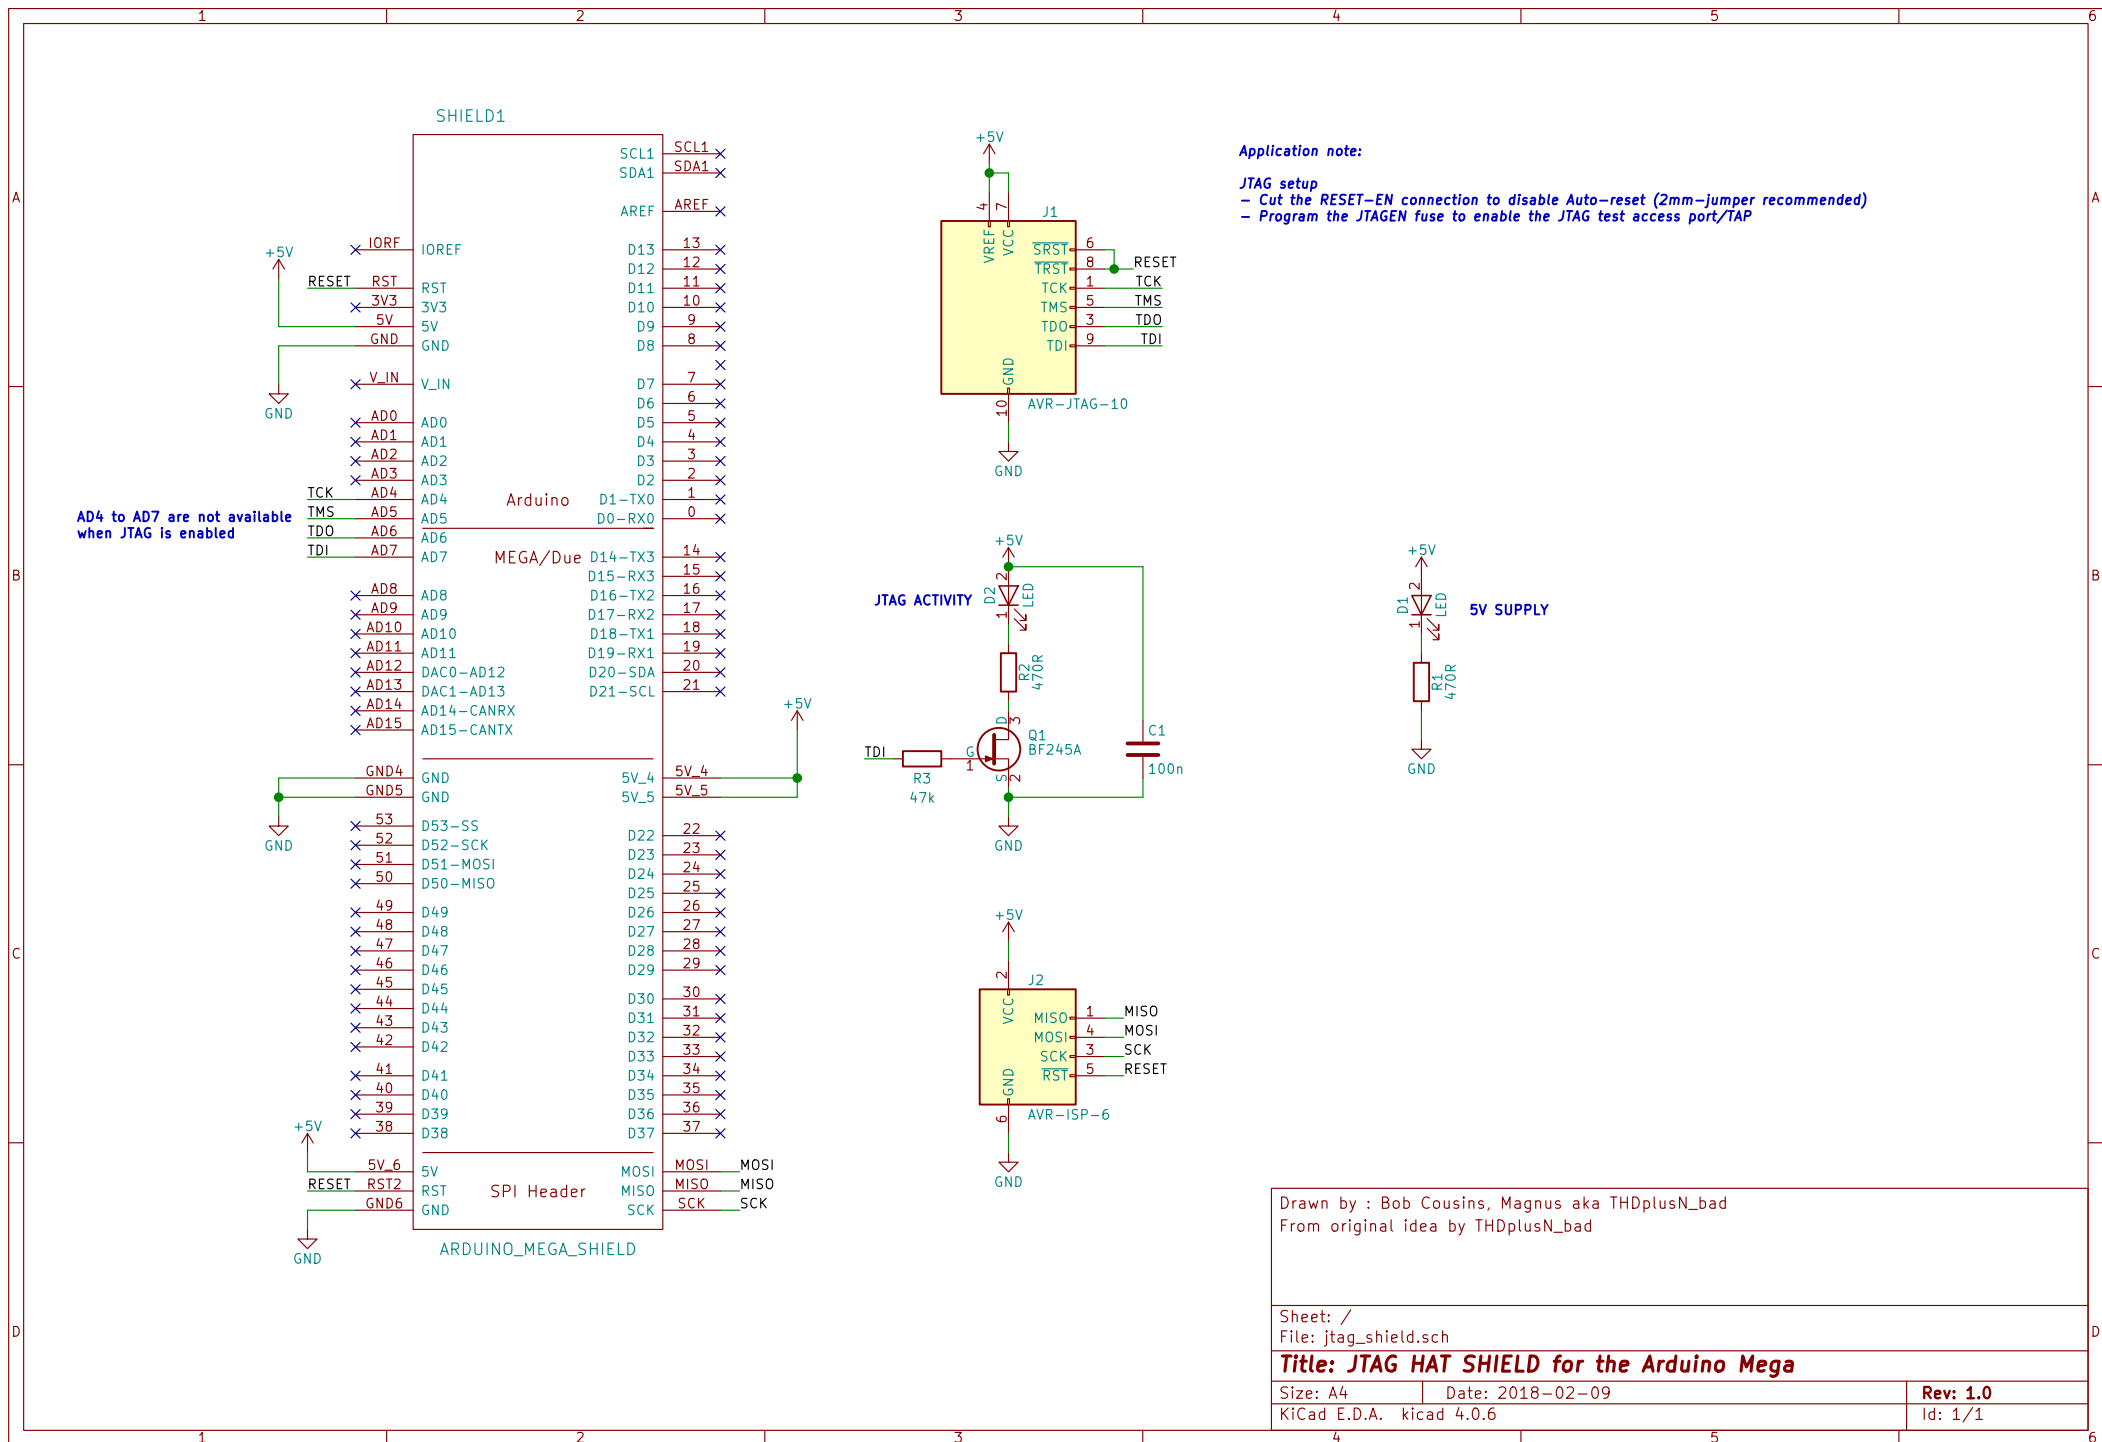 1 2 3 4 5 6
A
B
C
D
A
B
C
D
1 2 3 4 5 6
SHIELD1
SCL1 SCL1
SDA1 SDA1
AREF AREF
IORF IOREF D13 13
D12 12
+5V
RESET RST RST D11 11
3V3 3V3 D10 10
5V 5V D9 9
GND GND D8 8
GND
V_IN V_IN D7 7
D6 6
AD0 AD0 D5 5
AD1 AD1 D4 4
AD2 AD2 D3 3
AD3 AD3 D2 2
TCK AD4 AD4 Arduino D1-TX0 1
TMS AD5 AD5 D0-RX0 0
TDO AD6 AD6
TDI AD7 AD7 MEGA/Due D14-TX3 14
AD4 to AD7 are not available
when JTAG is enabled
D15-RX3 15
AD8 AD8 D16-TX2 16
AD9 AD9 D17-RX2 17
AD10 AD10 D18-TX1 18
AD11 AD11 D19-RX1 19
AD12 DAC0-AD12 D20-SDA 20
AD13 DAC1-AD13 D21-SCL 21
AD14 AD14-CANRX
AD15 AD15-CANTX
+5V
GND4 GND 5V_4 5V_4
GND5 GND 5V_5 5V_5
GND
53 D53-SS D22 22
52 D52-SCK D23 23
51 D51-MOSI D24 24
50 D50-MISO D25 25
49 D49 D26 26
48 D48 D27 27
47 D47 D28 28
46 D46 D29 29
45 D45 D30 30
44 D44 D31 31
43 D43 D32 32
42 D42 D33 33
41 D41 D34 34
40 D40 D35 35
39 D39 D36 36
38 D38 D37 37
+5V
5V_6 5V MOSI MOSI MOSI
RESET RST2 RST SPI Header MISO MISO MISO
GND6 GND SCK SCK SCK
GND
ARDUINO_MEGA_SHIELD
+5V
4 7 J1
VREF VCC
SRST 6
TRST 8 RESET
TCK 1 TCK
TMS 5 TMS
TDO 3 TDO
TDI 9 TDI
GND
10 AVR-JTAG-10
GND
Application note:
JTAG setup
- Cut the RESET-EN connection to disable Auto-reset (2mm-jumper recommended)
- Program the JTAGEN fuse to enable the JTAG test access port/TAP
+5V
JTAG ACTIVITY
2
D2 LED
1
R2
470R
D 3
Q1
BF245A
TDI
G
1
S 2
R3
47k
C1
100n
GND
+5V
2
D1 LED
1
5V SUPPLY
R1
470R
GND
+5V
2 J2
VCC
MISO 1 MISO
MOSI 4 MOSI
SCK 3 SCK
RST 5 RESET
GND
6 AVR-ISP-6
GND
Drawn by : Bob Cousins, Magnus aka THDplusN_bad
From original idea by THDplusN_bad
Sheet: /
File: jtag_shield.sch
Title: JTAG HAT SHIELD for the Arduino Mega
Size: A4 Date: 2018-02-09 Rev: 1.0
KiCad E.D.A. kicad 4.0.6 Id: 1/1